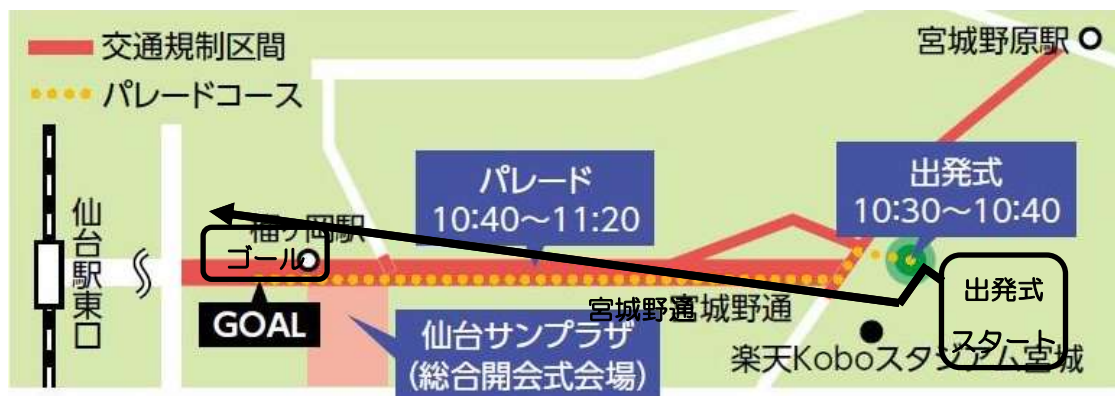 交通規制区間
パレードコース
宮城野原駅
出発式
10:30～10:40
パレード
10:40～11:20
仙台駅東口
榴ヶ岡駅
ゴール
GOAL
宮城野通
宮城野通
出発式
スタート
仙台サンプラザ
(総合開会式会場)
楽天Koboスタジアム宮城